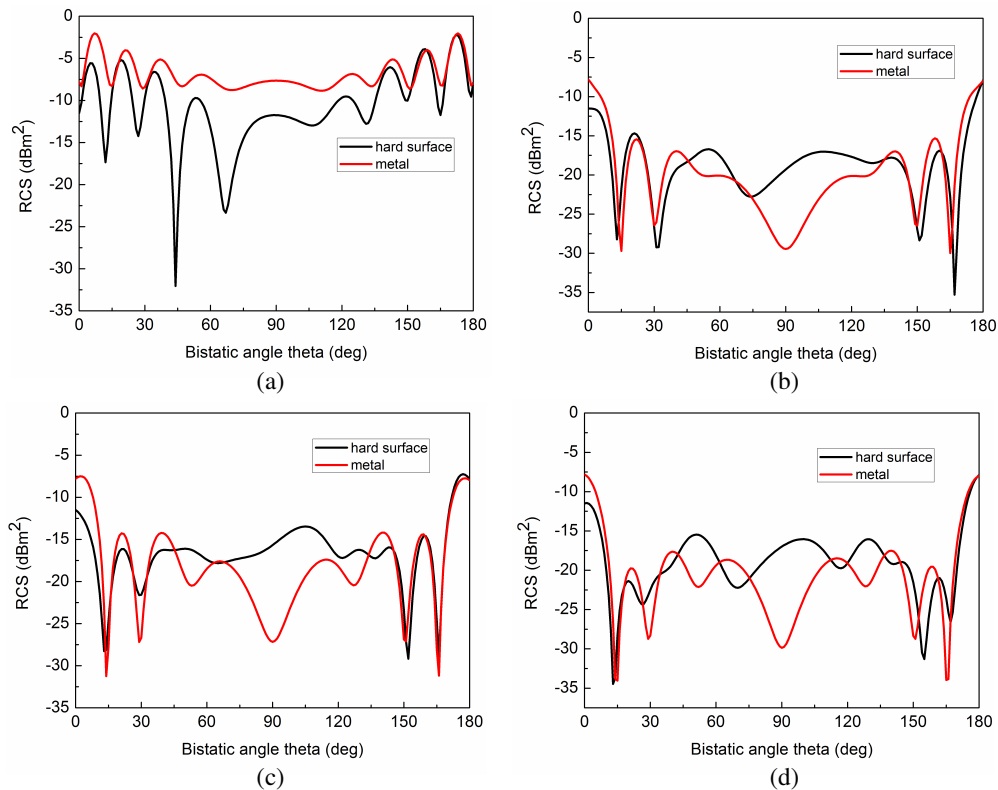 0
-5
-10
-15
-20
-25
-30
-35
RCS (dBm²)
hard surface
metal
0 30 60 90 120 150 180
Bistatic angle theta (deg)
(a)
0
-5
-10
-15
-20
-25
-30
-35
RCS (dBm²)
hard surface
metal
0 30 60 90 120 150 180
Bistatic angle theta (deg)
(b)
0
-5
-10
-15
-20
-25
-30
-35
RCS (dBm²)
hard surface
metal
0 30 60 90 120 150 180
Bistatic angle theta (deg)
(c)
0
-5
-10
-15
-20
-25
-30
-35
RCS (dBm²)
hard surface
metal
0 30 60 90 120 150 180
Bistatic angle theta (deg)
(d)